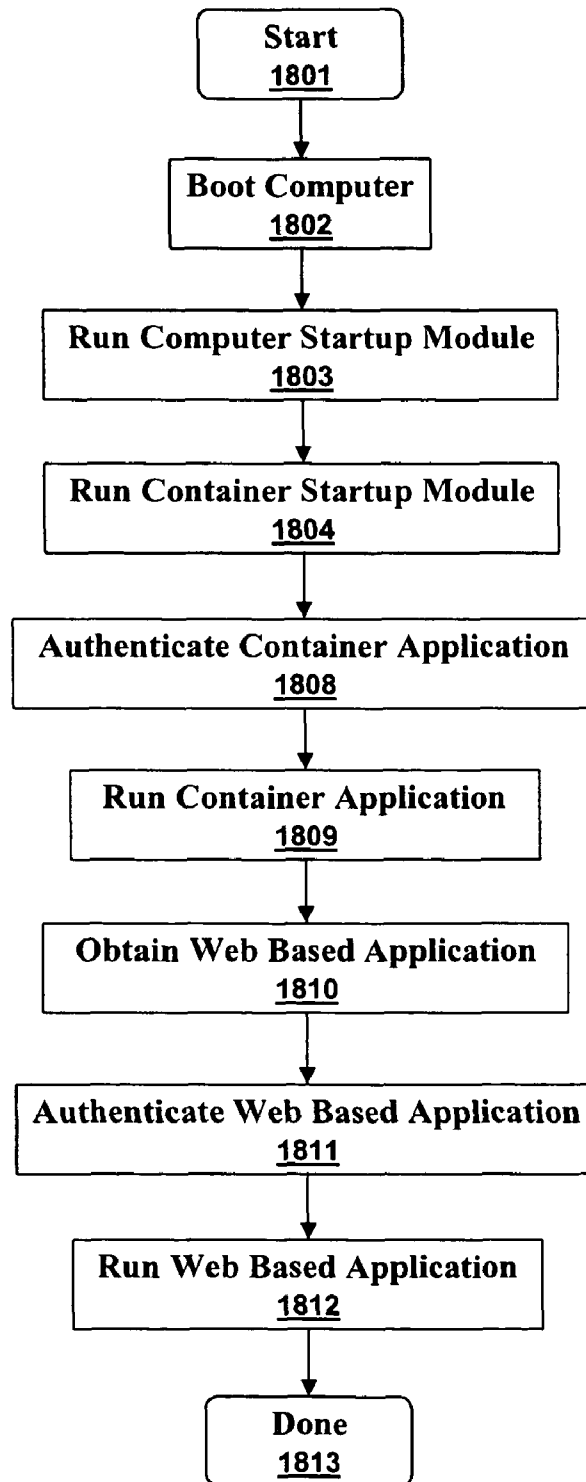 Start
1801
Boot Computer
1802
Run Computer Startup Module
1803
Run Container Startup Module
1804
Authenticate Container Application
1808
Run Container Application
1809
Obtain Web Based Application
1810
Authenticate Web Based Application
1811
Run Web Based Application
1812
Done
1813